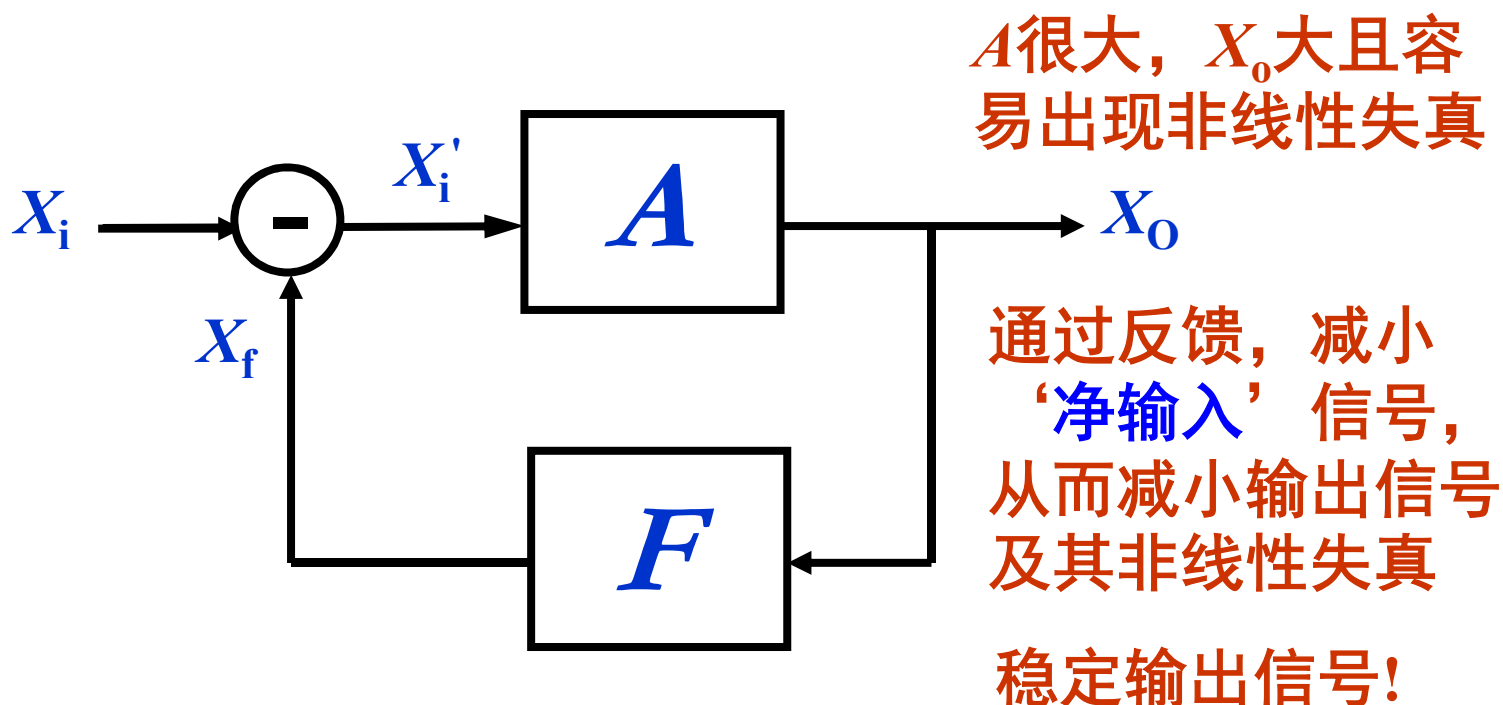 A很大，Xo大且容
易出现非线性失真
Xi
-
Xi'
A
XO
Xf
F
通过反馈，减小
‘净输入’信号，
从而减小输出信号
及其非线性失真
稳定输出信号!